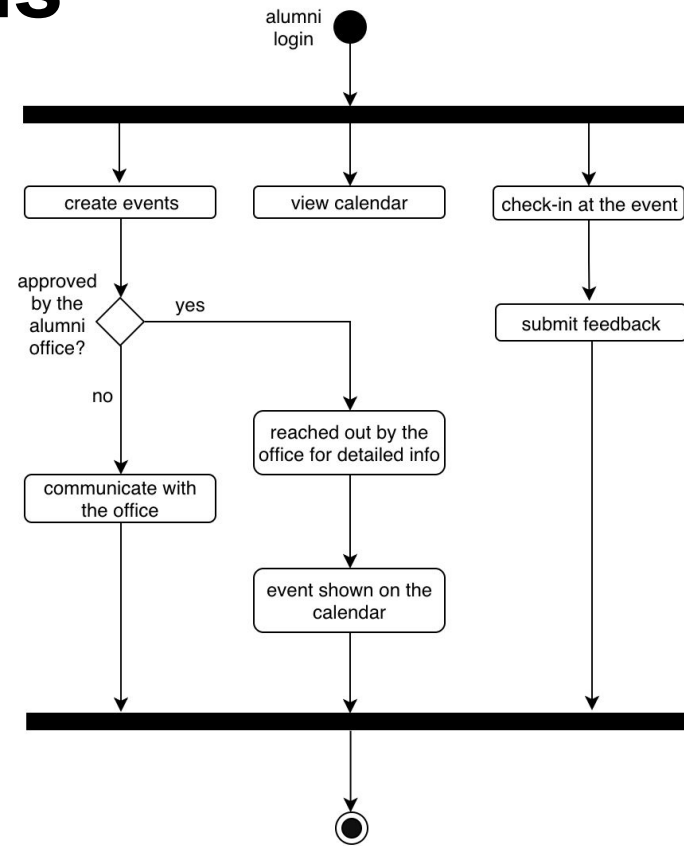 alumni
login
create events
view calendar
check-in at the event
approved
by the
alumni
office?
yes
submit feedback
no
reached out by the
office for detailed info
communicate with
the office
event shown on the
calendar